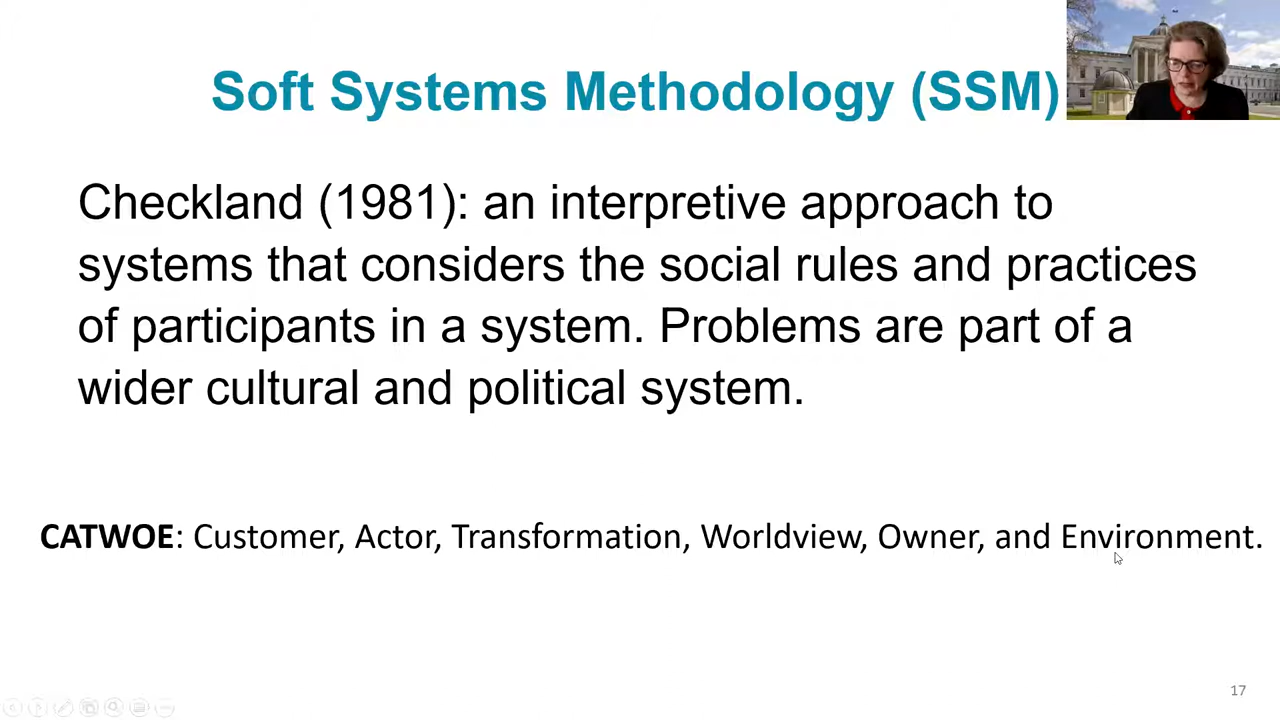 Soft Systems Methodology (SSM)
Checkland (1981): an interpretive approach to
systems that considers the social rules and practices
of participants in a system. Problems are part of a
wider cultural and political system.
CATWOE: Customer, Actor, Transformation, Worldview, Owner, and Environment.
17